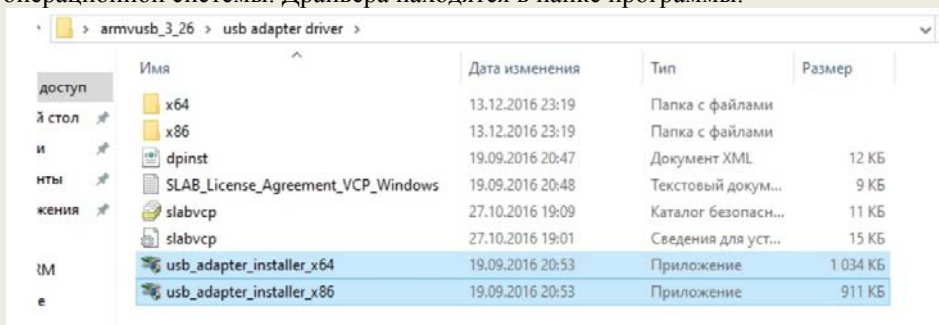 операционной системы. Драйвера находятся в папке программы.
armvusb_3_26 > usb adapter driver >
Имя Дата изменения Тип Размер
доступ
x64 13.12.2016 23:19 Папка с файлами
й стол x86 13.12.2016 23:19 Папка с файлами
и dpinst 19.09.2016 20:47 Документ XML 12 КБ
нты SLAB_License_Agreement_VCP_Windows 19.09.2016 20:48 Текстовый докум... 9 КБ
жения slabvcp 27.10.2016 19:09 Каталог безопасн... 11 КБ
slabvcp 27.10.2016 19:01 Сведения для уст... 15 КБ
RM usb_adapter_installer_x64 19.09.2016 20:53 Приложение 1 034 КБ
е usb_adapter_installer_x86 19.09.2016 20:53 Приложение 911 КБ